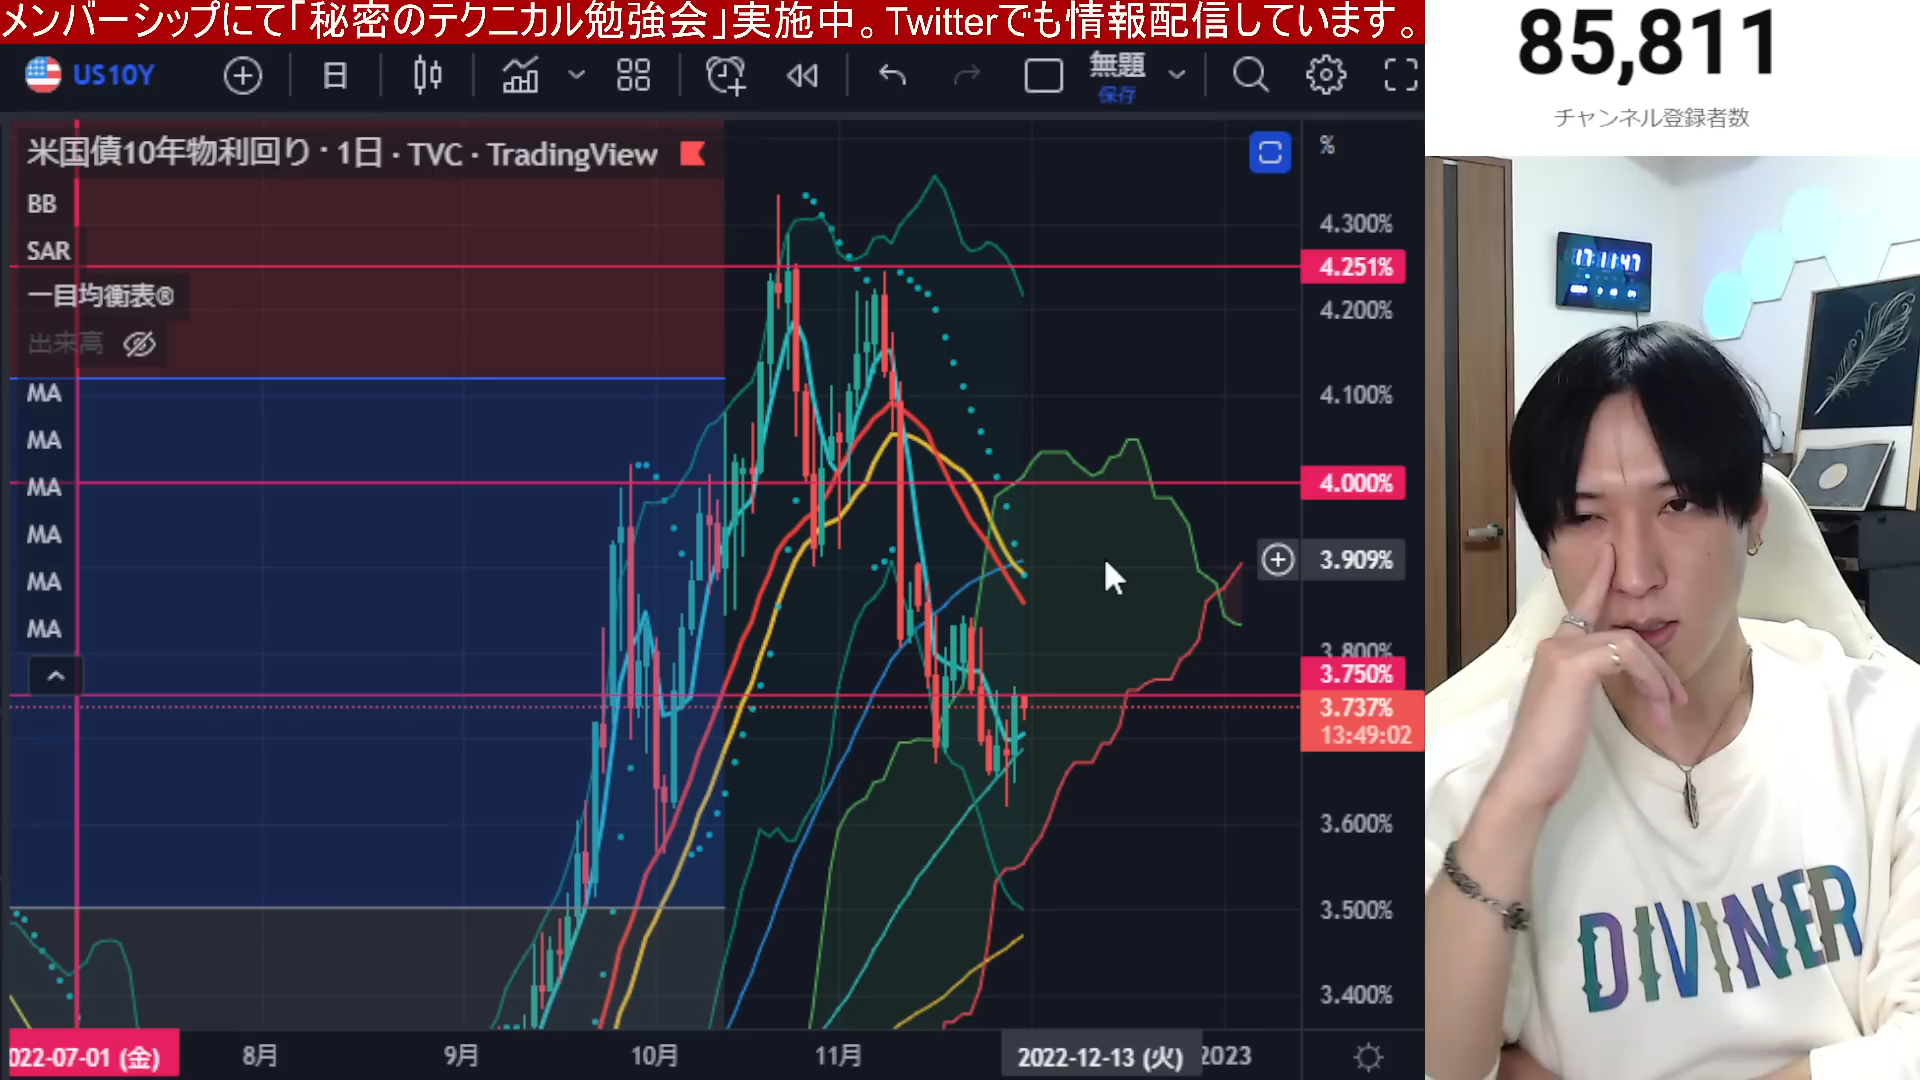 メンバーシップにて「秘密のテクニカル勉強会」実施中。Twitterでも情報配信しています。
85,811
チャンネル登録者数
US10Y
日
無題
保存
米国債10年物利回り・1日・TVC・TradingView
BB
SAR
一目均衡表®
出来高
MA
MA
MA
MA
MA
MA
%
4.300%
4.251%
4.200%
4.100%
4.000%
3.909%
3.800%
3.750%
3.737%
13:49:02
3.600%
3.500%
3.400%
022-07-01 (金)
8月
9月
10月
11月
2022-12-13 (火)
2023
17:11:47
DIVINER